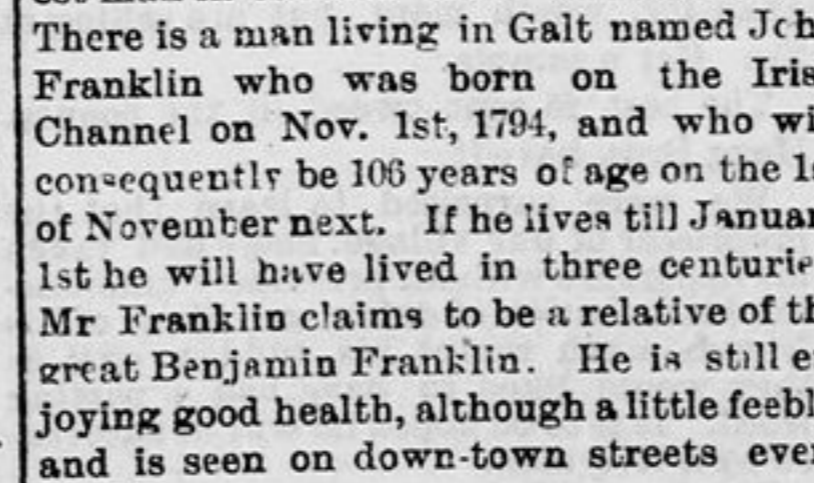 There is a man living in Galt named Joh
Franklin who was born on the Iris
Channel on Nov. 1st, 1794, and who wi
consequently be 106 years of age on the 1s
of November next. If he lives till Januar
1st he will have lived in three centurie
Mr Franklin claims to be a relative of th
great Benjamin Franklin. He is still e
joying good health, although a little feebl
and is seen on down-town streets ever